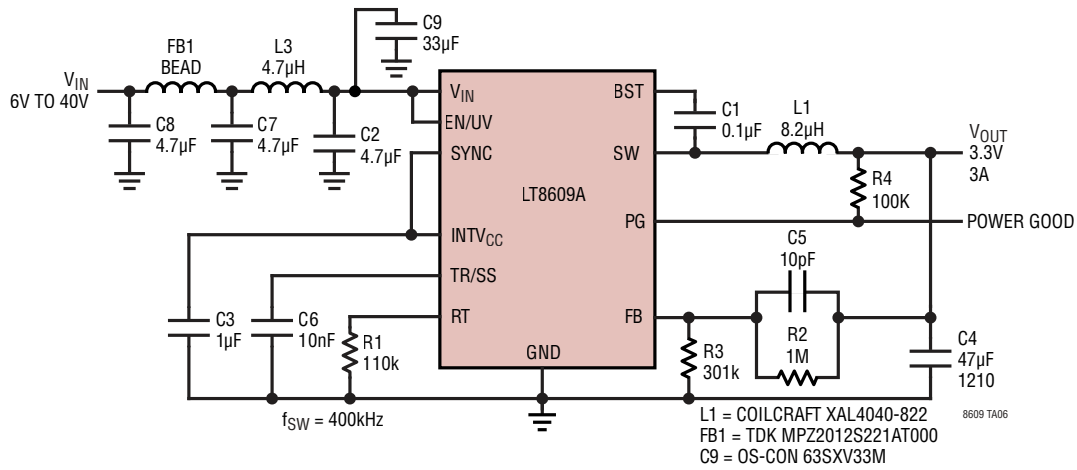 C9
33µF
FB1
BEAD
L3
4.7µH
VIN
6V TO 40V
C8
4.7µF
C7
4.7µF
C2
4.7µF
VIN
EN/UV
SYNC
INTVCC
TR/SS
RT
LT8609A
GND
BST
SW
PG
FB
C1
0.1µF
L1
8.2µH
VOUT
3.3V
3A
R4
100K
POWER GOOD
C5
10pF
R2
1M
R3
301k
C4
47µF
1210
C3
1µF
C6
10nF
R1
110k
fSW = 400kHz
L1 = COILCRAFT XAL4040-822
FB1 = TDK MPZ2012S221AT000
C9 = OS-CON 63SXV33M
8609 TA06